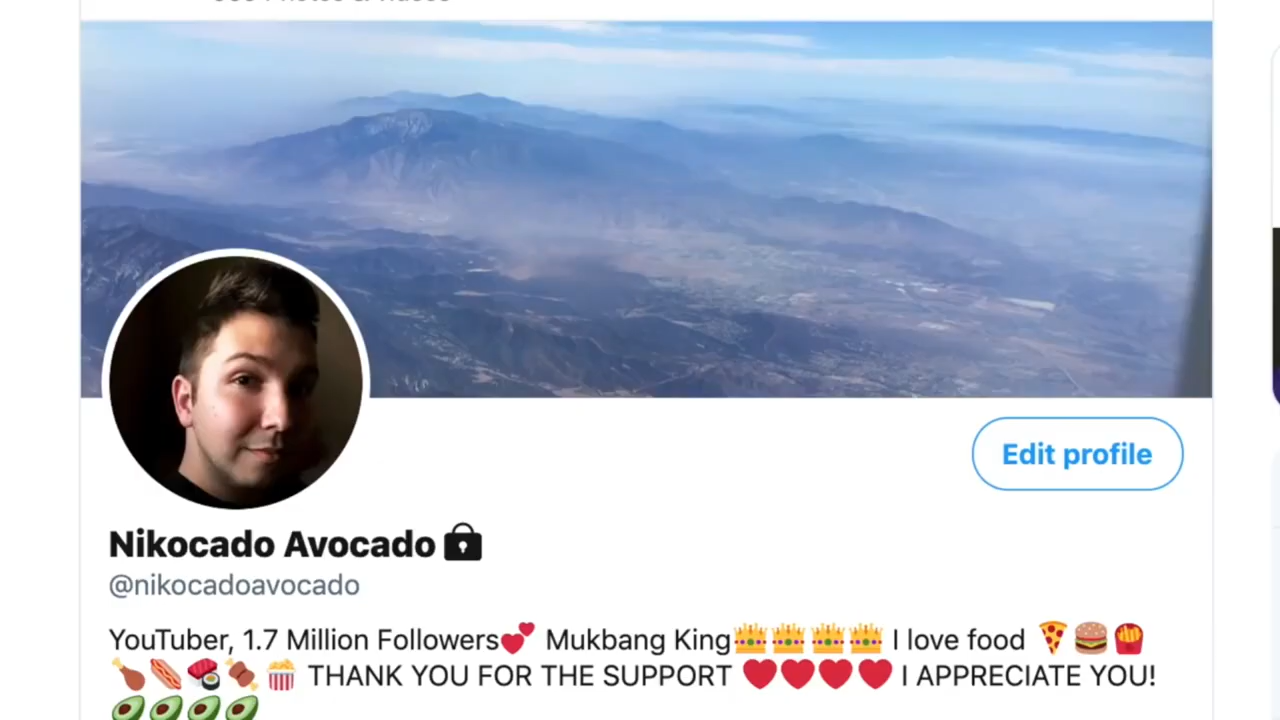 Edit profile
Nikocado Avocado🔒
@nikocadoavocado
YouTuber, 1.7 Million Followers💕 Mukbang King👑👑👑👑 I love food 🍕🍔🍟
🍗🌭🍣🍖🍿 THANK YOU FOR THE SUPPORT ❤️❤️❤️❤️ I APPRECIATE YOU!
🥑🥑🥑🥑